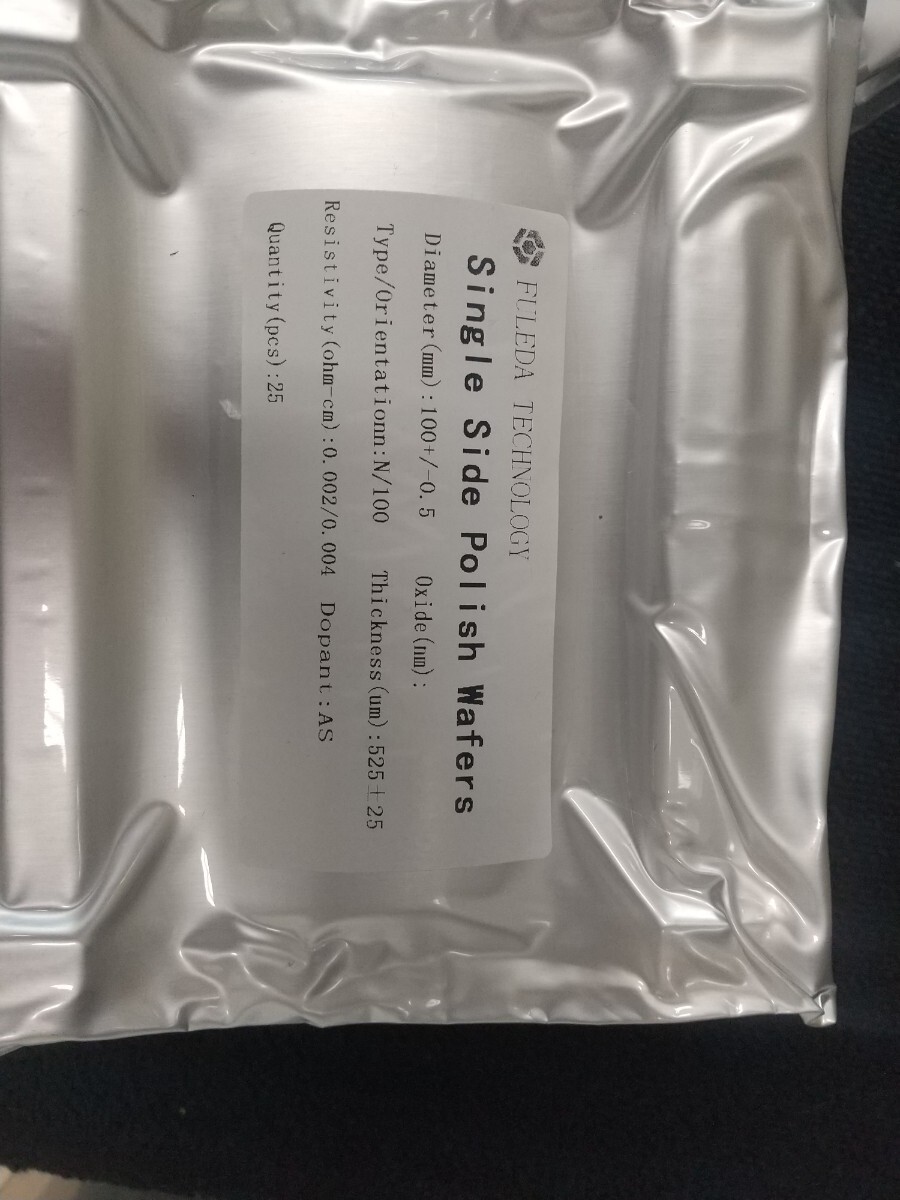 FULEDA TECHNOLOGY
Single Side Polish Wafers
Diameter(mm):100+/-0.5 Oxide(nm):
Type/Orientationn:N/100 Thickness(um):525±25
Resistivity(ohm-cm):0.002/0.004 Dopant:AS
Quantity(pcs):25